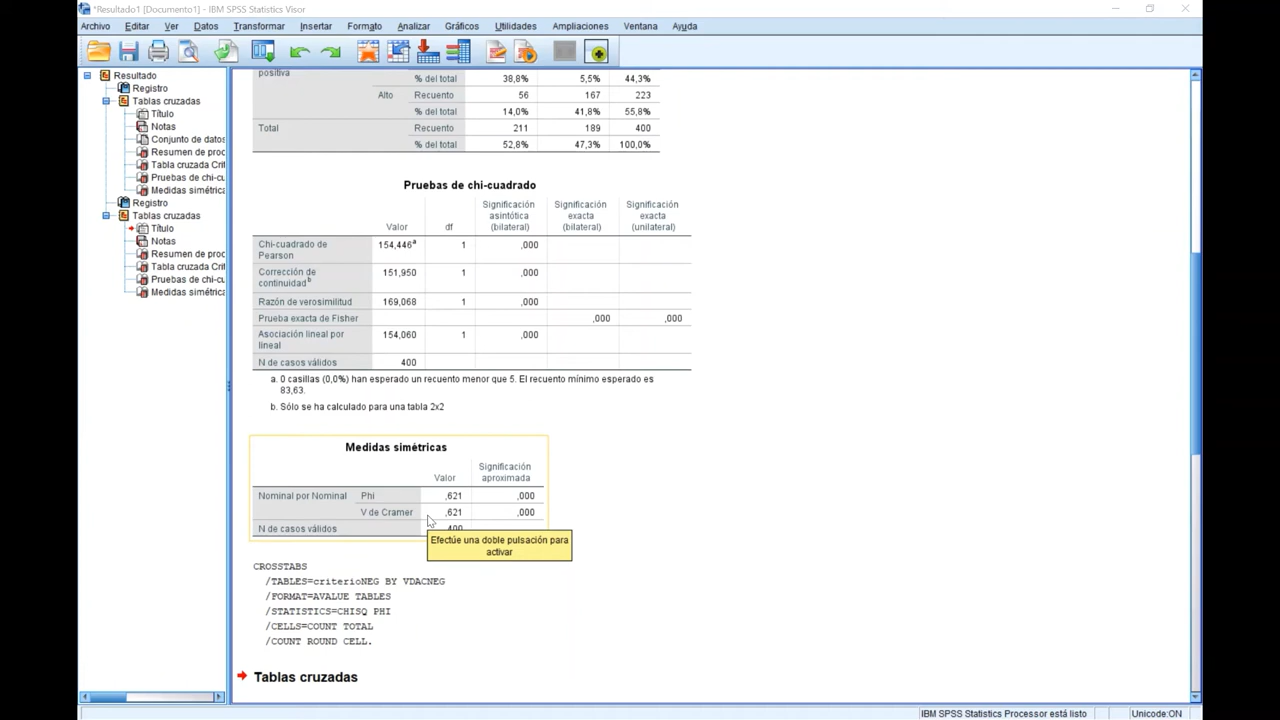 *Resultado1 [Documento1] - IBM SPSS Statistics Visor
Archivo Editar Ver Datos Transformar Insertar Formato Analizar Gráficos Utilidades Ampliaciones Ventana Ayuda
Resultado
Registro
Tablas cruzadas
Título
Notas
Conjunto de datos
Resumen de proc
Tabla cruzada Crit
Pruebas de chi-cu
Medidas simétrica
Registro
Tablas cruzadas
Título
Notas
Resumen de proc
Tabla cruzada Crit
Pruebas de chi-cu
Medidas simétrica
positiva % del total 38,8% 5,5% 44,3%
Alto Recuento 56 167 223
% del total 14,0% 41,8% 55,8%
Total Recuento 211 189 400
% del total 52,8% 47,3% 100,0%
Pruebas de chi-cuadrado
Valor df Significación asintótica (bilateral) Significación exacta (bilateral) Significación exacta (unilateral)
Chi-cuadrado de Pearson 154,446a 1 ,000
Corrección de continuidadb 151,950 1 ,000
Razón de verosimilitud 169,068 1 ,000
Prueba exacta de Fisher ,000 ,000
Asociación lineal por lineal 154,060 1 ,000
N de casos válidos 400
a. 0 casillas (0,0%) han esperado un recuento menor que 5. El recuento mínimo esperado es
83,63.
b. Sólo se ha calculado para una tabla 2x2
Medidas simétricas
Valor Significación aproximada
Nominal por Nominal Phi ,621 ,000
V de Cramer ,621 ,000
N de casos válidos 400
Efectúe una doble pulsación para
activar
CROSSTABS
/TABLES=criterioNEG BY VDACNEG
/FORMAT=AVALUE TABLES
/STATISTICS=CHISQ PHI
/CELLS=COUNT TOTAL
/COUNT ROUND CELL.
Tablas cruzadas
IBM SPSS Statistics Processor está listo Unicode:ON